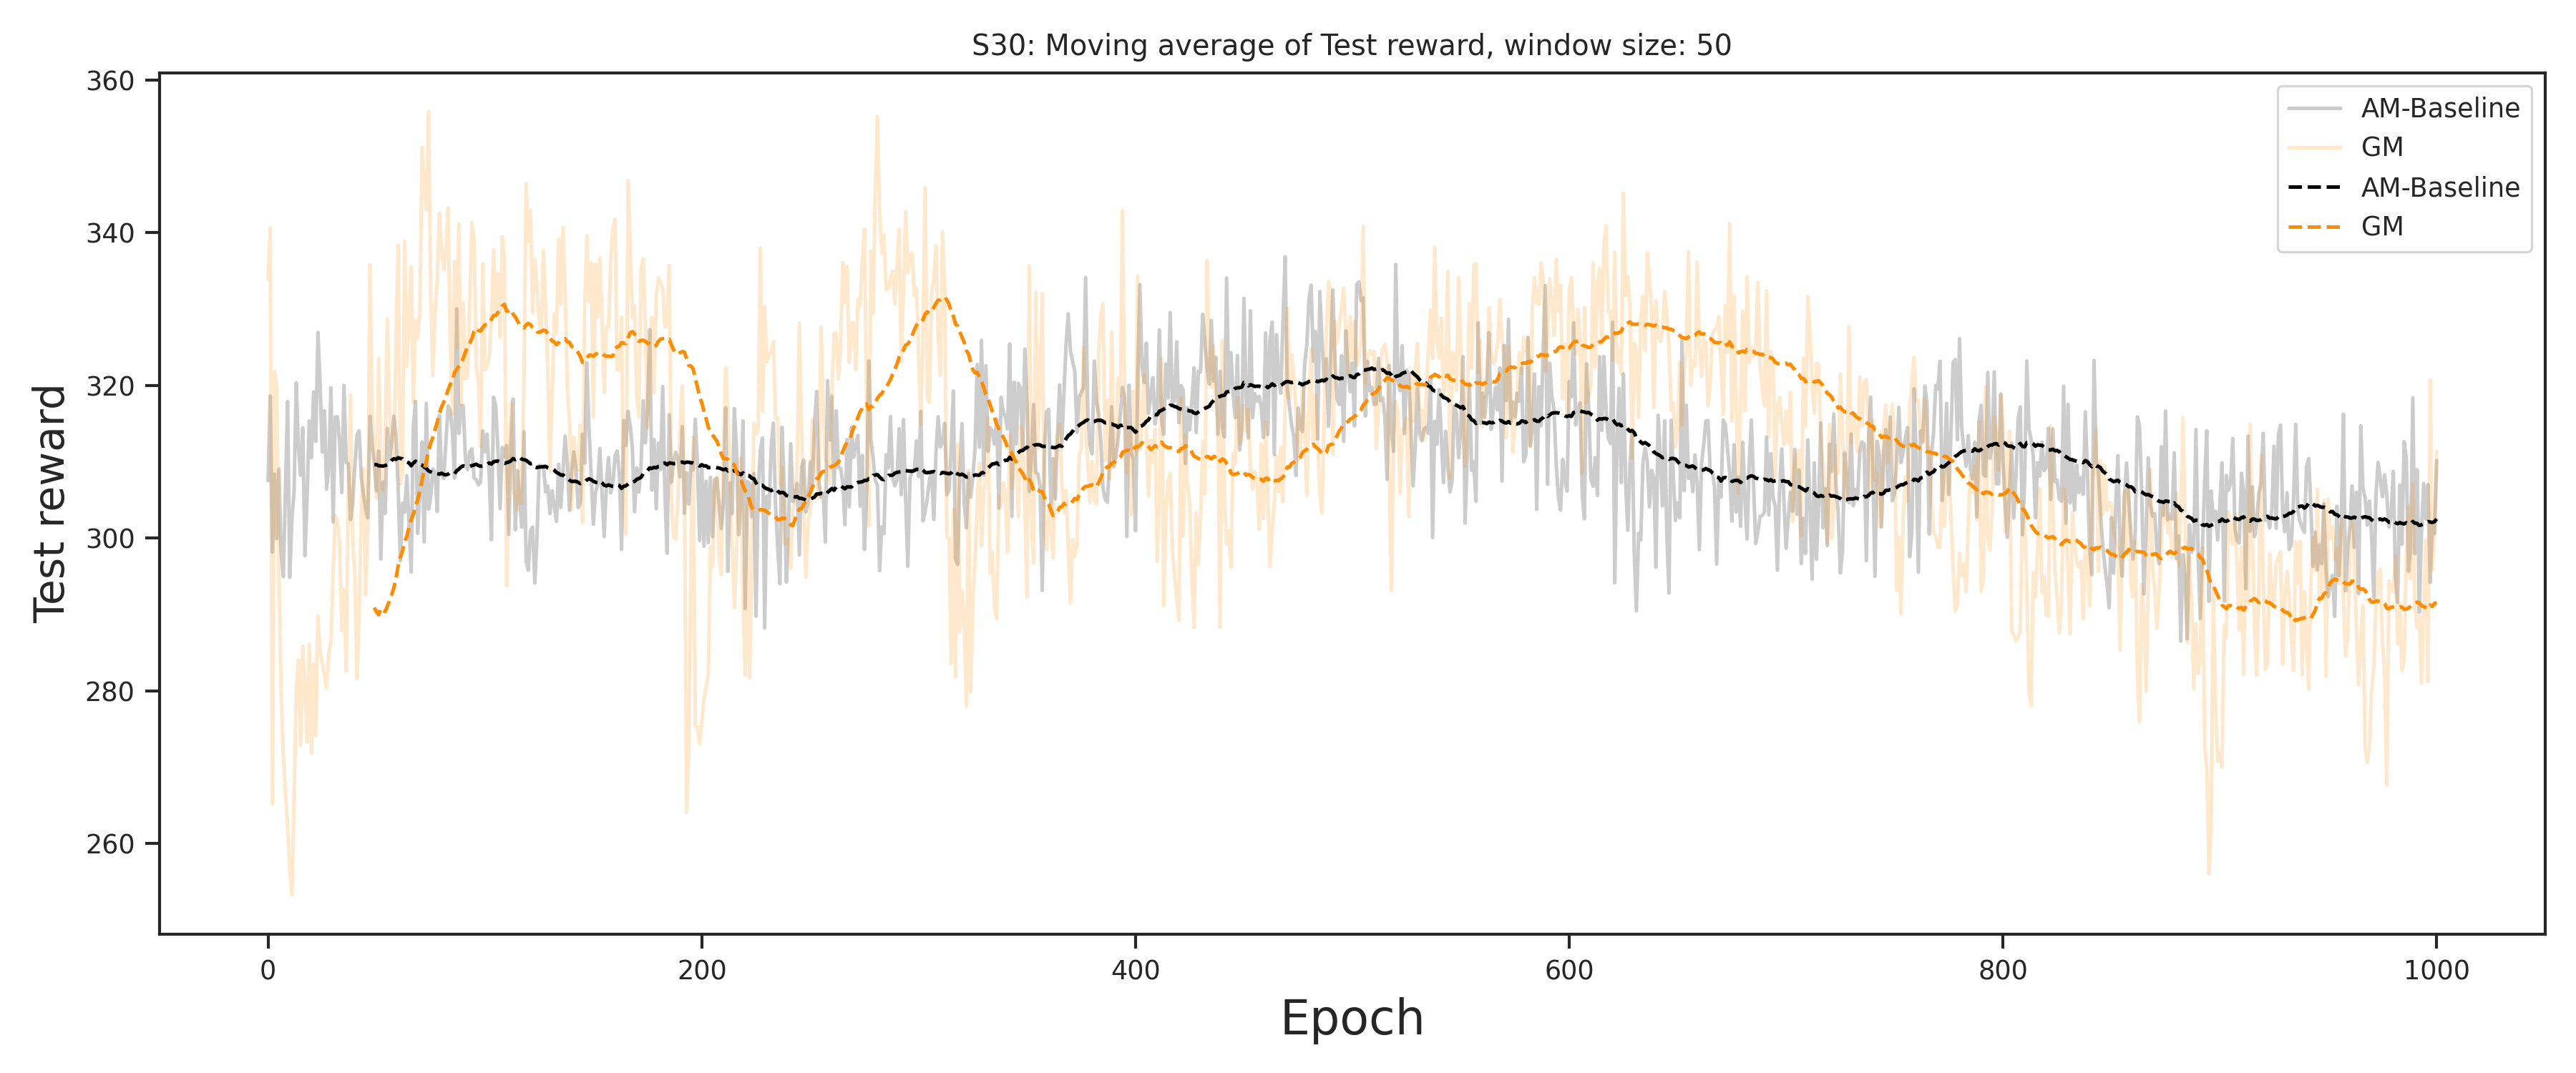 S30: Moving average of Test reward, window size: 50
360
340
320
300
280
260
Test reward
AM-Baseline
GM
AM-Baseline
GM
0
200
400
600
800
1000
Epoch